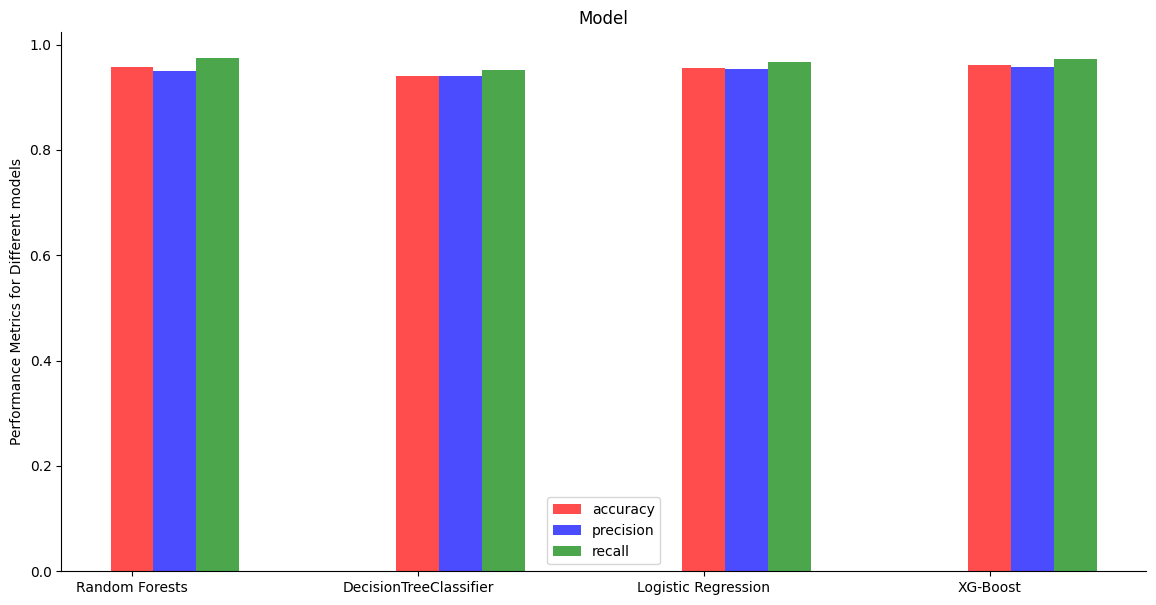 Model
Performance Metrics for Different models
1.0
0.8
0.6
0.4
0.2
0.0
accuracy
precision
recall
Random Forests
DecisionTreeClassifier
Logistic Regression
XG-Boost